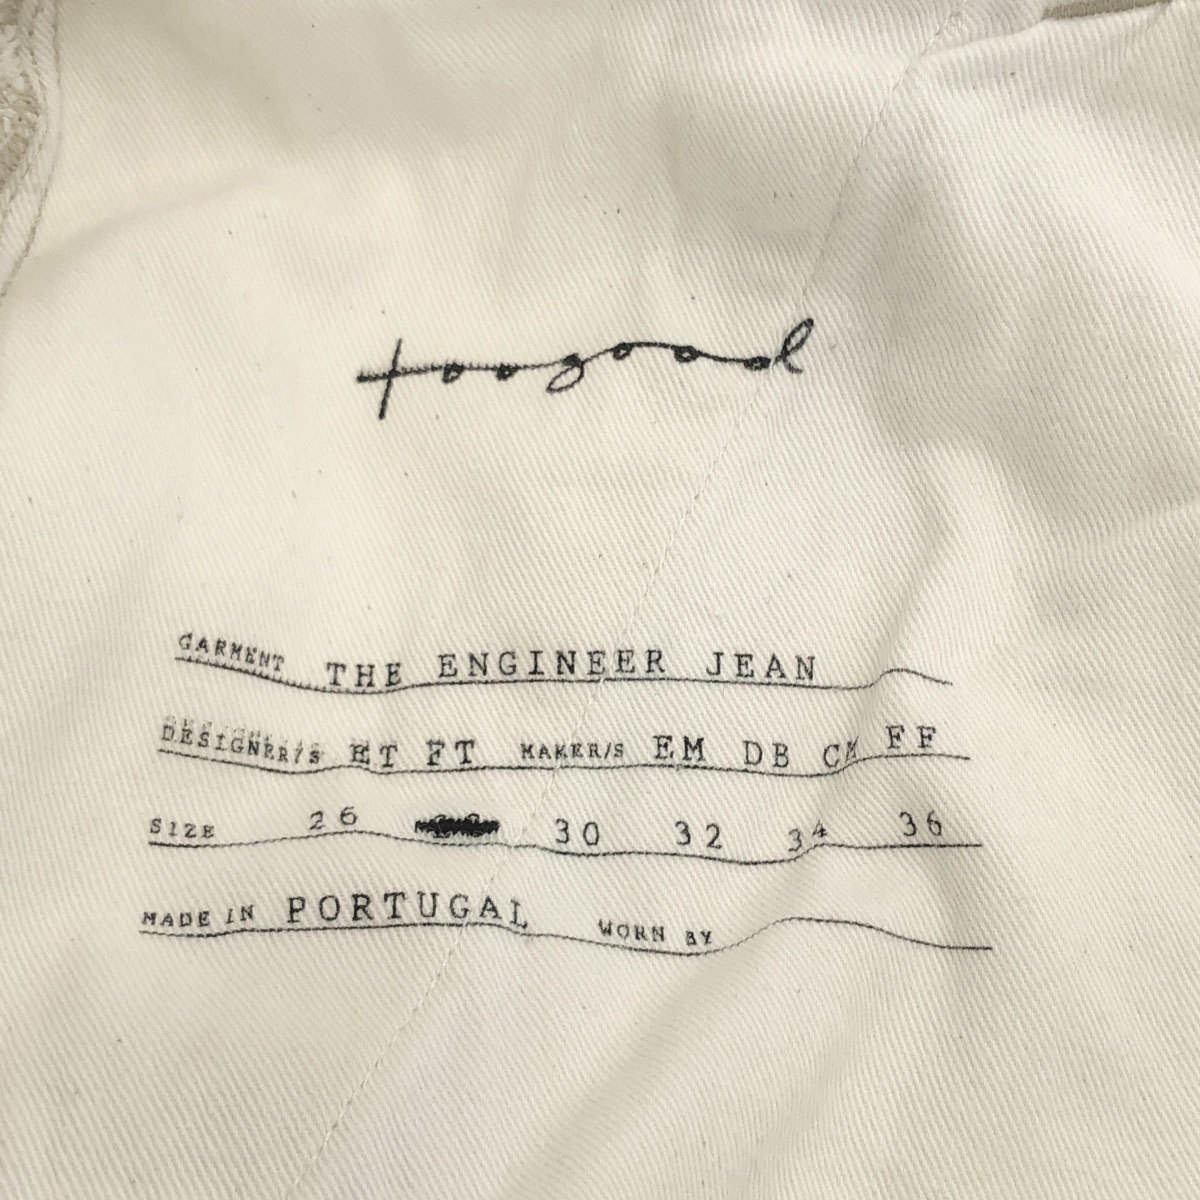 toogood
GARMENT THE ENGINEER JEAN
DESIGNER/S ET FT MAKER/S EM DB CM FF
SIZE 26 30 32 34 36
MADE IN PORTUGAL WORN BY